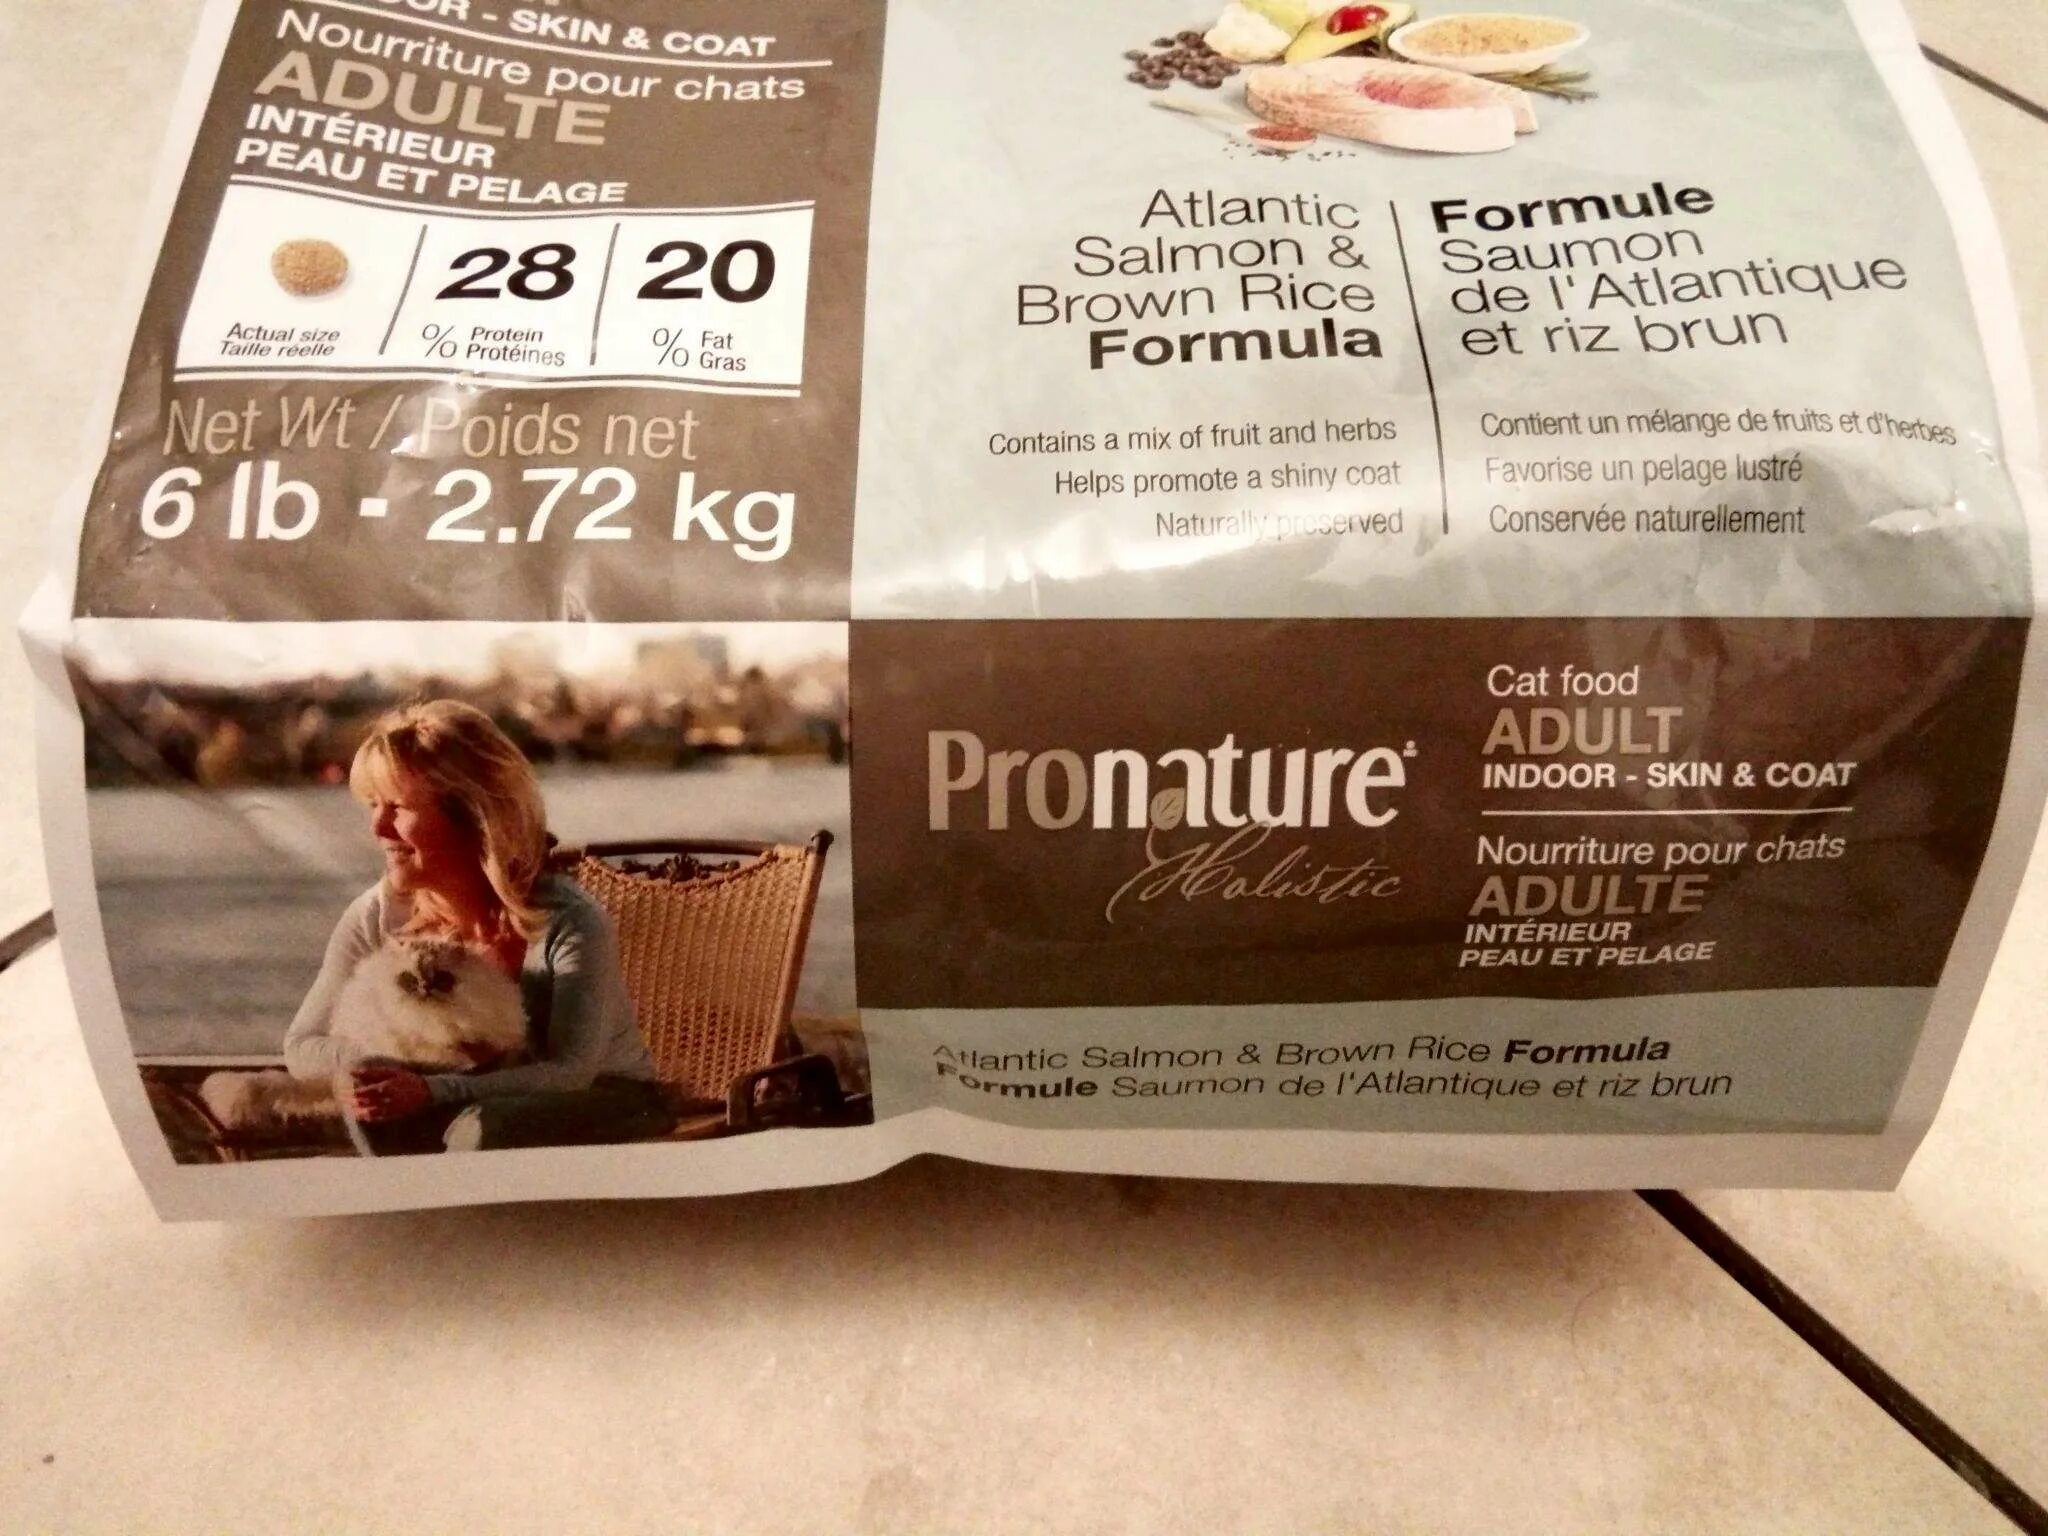 - SKIN & COAT
Nourriture pour chats
ADULTE
INTÉRIEUR
PEAU ET PELAGE
Actual size
Taille réelle
28
% Protein
Protéines
20
% Fat
Gras
Net Wt / Poids net
6 lb - 2.72 kg
Atlantic
Salmon &
Brown Rice
Formula
Contains a mix of fruit and herbs
Helps promote a shiny coat
Naturally preserved
Formule
Saumon
de l'Atlantique
et riz brun
Contient un mélange de fruits et d'herbes
Favorise un pelage lustré
Conservée naturellement
Pronature
Holistic
Cat food
ADULT
INDOOR - SKIN & COAT
Nourriture pour chats
ADULTE
INTÉRIEUR
PEAU ET PELAGE
Atlantic Salmon & Brown Rice Formula
Formule Saumon de l'Atlantique et riz brun